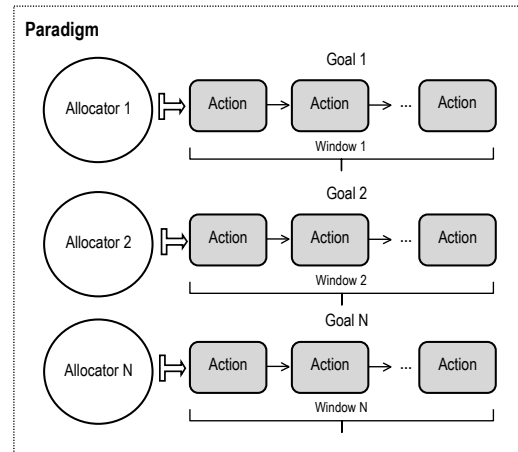 Paradigm
Goal 1
Allocator 1
Action
Action
...
Action
Window 1
Goal 2
Allocator 2
Action
Action
...
Action
Window 2
Goal N
Allocator N
Action
Action
...
Action
Window N